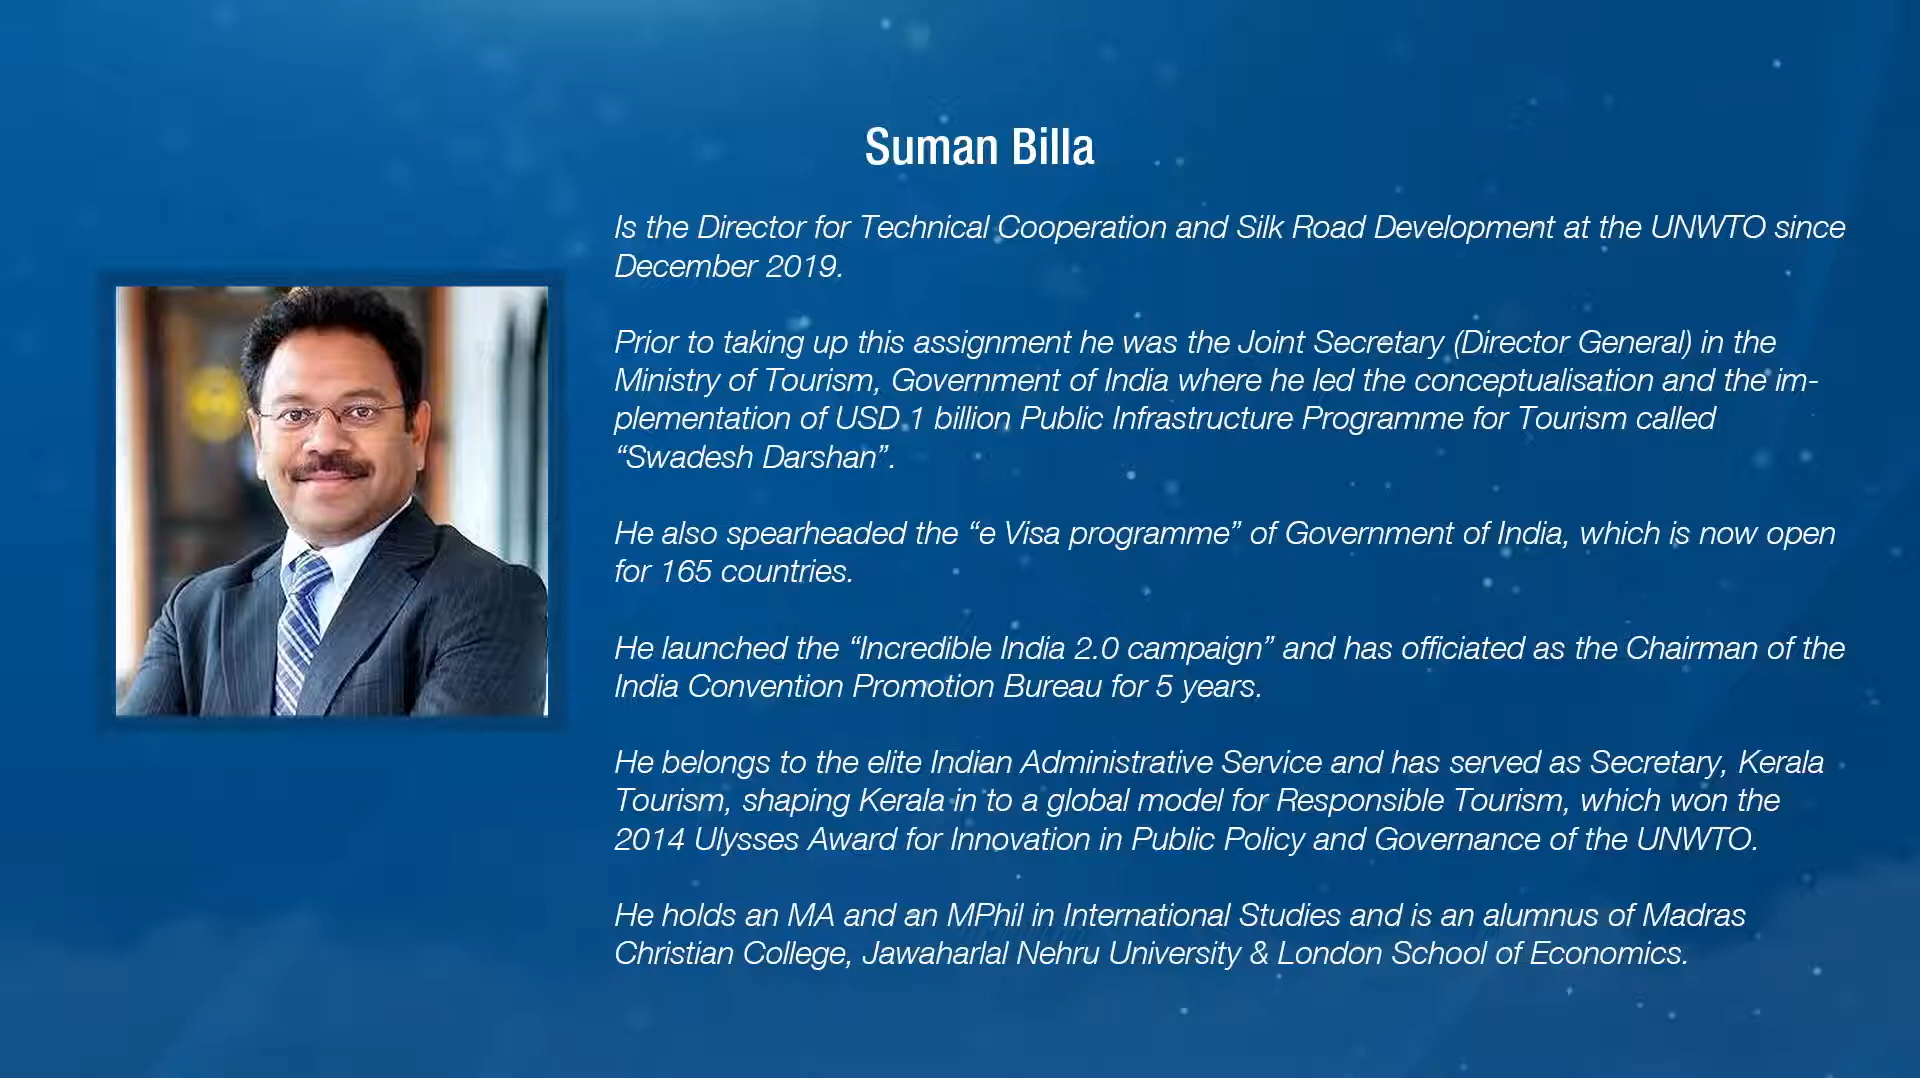 Suman Billa
Is the Director for Technical Cooperation and Silk Road Development at the UNWTO since
December 2019.
Prior to taking up this assignment he was the Joint Secretary (Director General) in the
Ministry of Tourism, Government of India where he led the conceptualisation and the im-
plementation of USD 1 billion Public Infrastructure Programme for Tourism called
“Swadesh Darshan”.
He also spearheaded the “e Visa programme” of Government of India, which is now open
for 165 countries.
He launched the “Incredible India 2.0 campaign” and has officiated as the Chairman of the
India Convention Promotion Bureau for 5 years.
He belongs to the elite Indian Administrative Service and has served as Secretary, Kerala
Tourism, shaping Kerala in to a global model for Responsible Tourism, which won the
2014 Ulysses Award for Innovation in Public Policy and Governance of the UNWTO.
He holds an MA and an MPhil in International Studies and is an alumnus of Madras
Christian College, Jawaharlal Nehru University & London School of Economics.